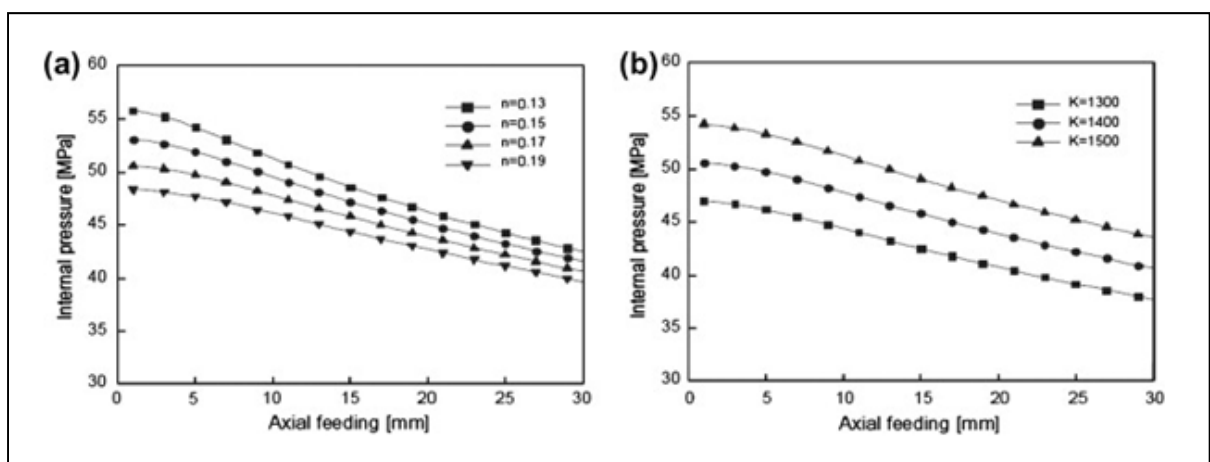 (a)
60
55
50
45
40
35
30
0 5 10 15 20 25 30
Internal pressure [MPa]
Axial feeding [mm]
n=0.13
n=0.15
n=0.17
n=0.19
(b)
60
55
50
45
40
35
30
0 5 10 15 20 25 30
Internal pressure [MPa]
Axial feeding [mm]
K=1300
K=1400
K=1500